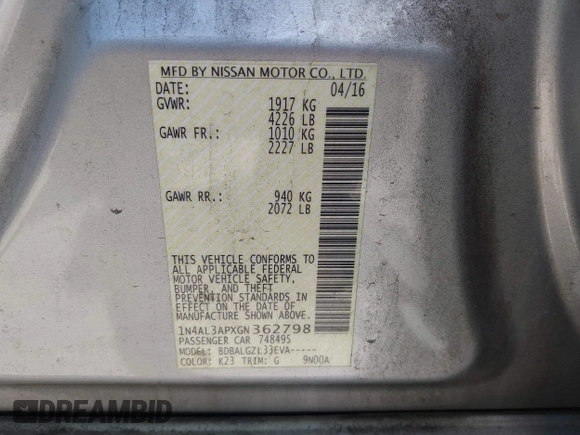 MFD BY NISSAN MOTOR CO., LTD.
DATE: 04/16
GVWR: 1917 KG
4226 LB
GAWR FR.: 1010 KG
2227 LB
GAWR RR.: 940 KG
2072 LB
THIS VEHICLE CONFORMS TO
ALL APPLICABLE FEDERAL
MOTOR VEHICLE SAFETY,
BUMPER, AND THEFT
PREVENTION STANDARDS IN
EFFECT ON THE DATE OF
MANUFACTURE SHOWN ABOVE.
1N4AL3APXGN362798
PASSENGER CAR 748495
MODEL: BDBALGZL33EVA-----
COLOR: K23 TRIM: G 9N00A
DREAMBID